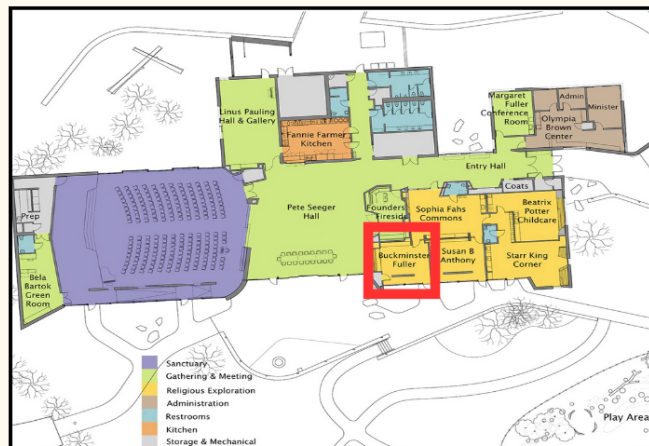 Linus Pauling
Hall & Gallery
Fannie Farmer
Kitchen
Margaret
Fuller
Conference
Room
Admin
Minister
Olympia
Brown
Center
Entry Hall
Coats
Prep
Pete Seeger
Hall
Founders
Fireside
Sophia Fahs
Commons
Beatrix
Potter
Childcare
Bela
Bartok
Green
Room
Buckminster
Fuller
Susan B
Anthony
Starr King
Corner
Sanctuary
Gathering & Meeting
Religious Exploration
Administration
Restrooms
Kitchen
Storage & Mechanical
Play Area